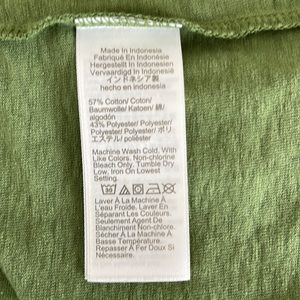 Made In Indonesia
Fabriqué En Indonésie
Hergestellt In Indonesien
Vervaardigd In Indonesië
インドネシア製
hecho en indonesia
57% Cotton/ Coton/
Baumwolle/ Katoen/ 綿/
algodón
43% Polyester/ Polyester/
Polyester/ Polyester/ ポリ
エステル/ poliéster
Machine Wash Cold, With
Like Colors. Non-chlorine
Bleach Only. Tumble Dry
Low, Iron On Lowest
Setting.
30
Laver À La Machine À
L'eau Froide. Laver En
Séparant Les Couleurs.
Seulement Agent De
Blanchiment Non-chloré.
Sécher À La Machine À
Basse Température.
Repasser À Fer Doux Si
Nécessaire.